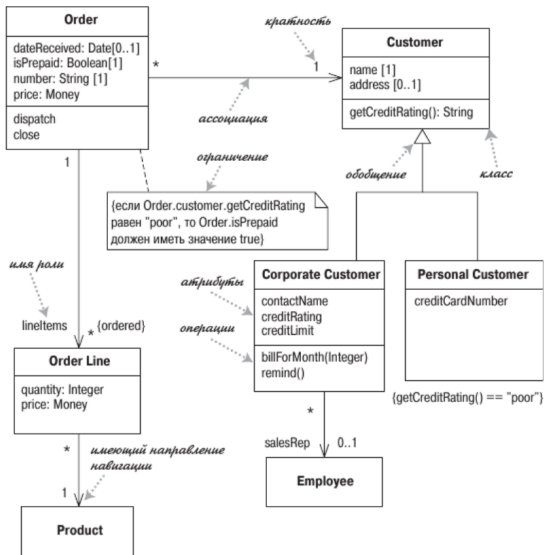 Order
dateReceived: Date[0..1]
isPrepaid: Boolean[1]
number: String [1]
price: Money
dispatch
close
*
1
кратность
ассоциация
Customer
name [1]
address [0..1]
getCreditRating(): String
1
ограничение
{если Order.customer.getCreditRating
равен "poor", то Order.isPrepaid
должен иметь значение true}
обобщение
класс
имя роли
lineItems
* {ordered}
атрибуты
операции
Corporate Customer
contactName
creditRating
creditLimit
billForMonth(Integer)
remind()
Personal Customer
creditCardNumber
{getCreditRating() == "poor"}
Order Line
quantity: Integer
price: Money
*
имеющий направление
навигации
1
Product
*
salesRep
0..1
Employee